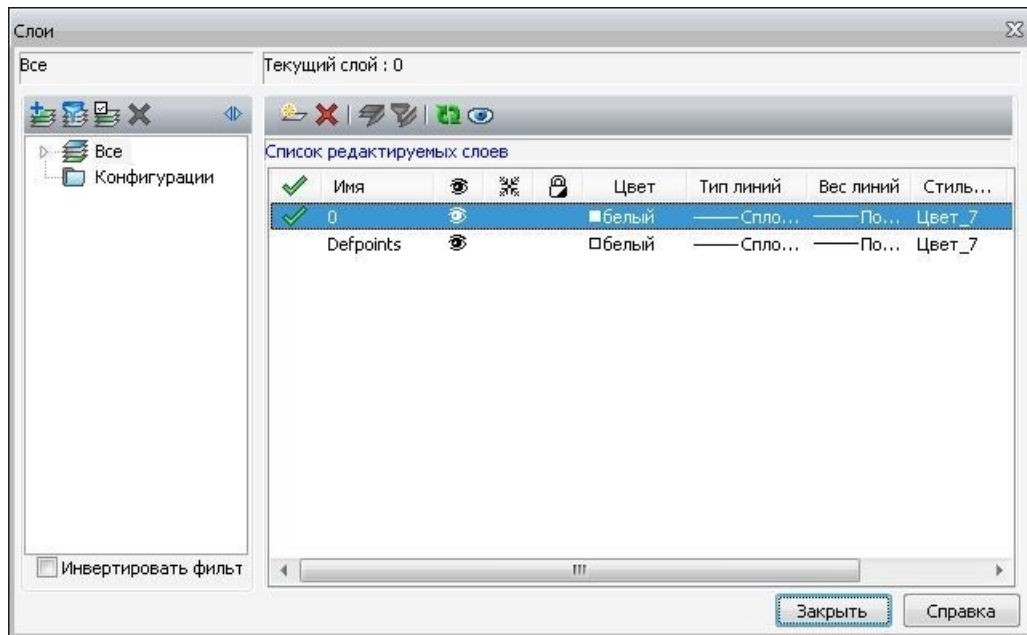 Слои
Все
Текущий слой : 0
Все
Конфигурации
Список редактируемых слоев
Имя Цвет Тип линий Вес линий Стиль...
0 белый Спло... По... Цвет_7
Defpoints белый Спло... По... Цвет_7
Инвертировать фильт
Закрыть Справка